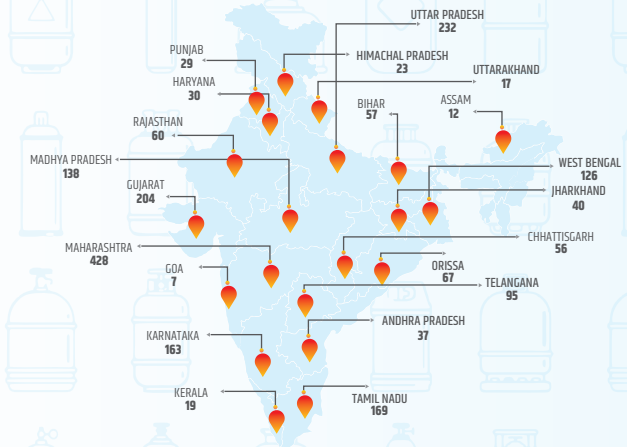 UTTAR PRADESH
232
PUNJAB
29
HIMACHAL PRADESH
23
HARYANA
30
UTTARAKHAND
17
BIHAR
57
ASSAM
12
RAJASTHAN
60
MADHYA PRADESH
138
WEST BENGAL
126
GUJARAT
204
JHARKHAND
40
CHHATTISGARH
56
MAHARASHTRA
428
ORISSA
67
GOA
7
TELANGANA
95
ANDHRA PRADESH
37
KARNATAKA
163
KERALA
19
TAMIL NADU
169